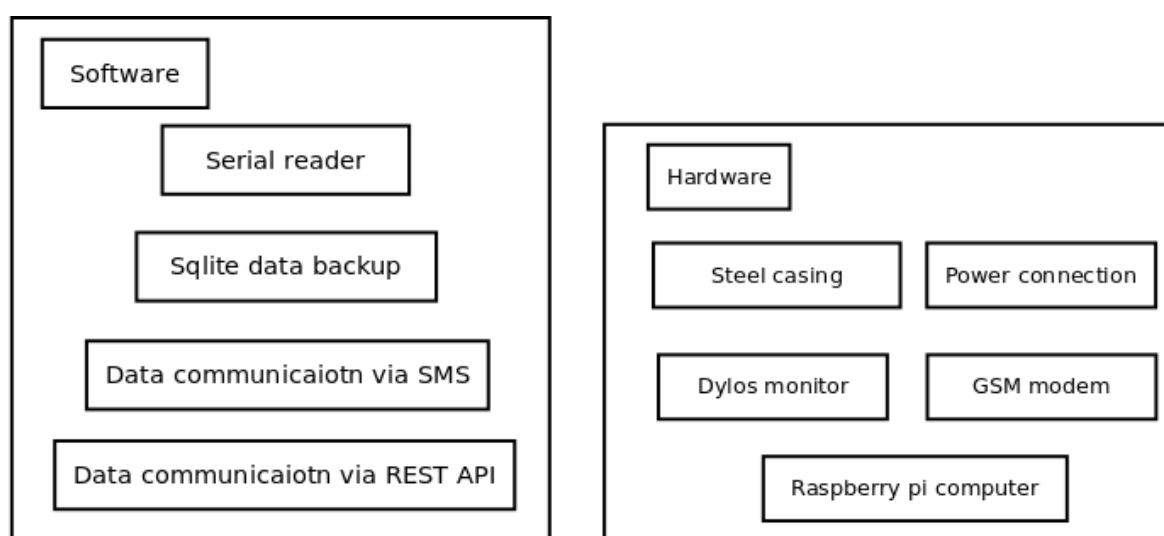 Software
Serial reader
Sqlite data backup
Data communicaiotn via SMS
Data communicaiotn via REST API
Hardware
Steel casing
Power connection
Dylos monitor
GSM modem
Raspberry pi computer